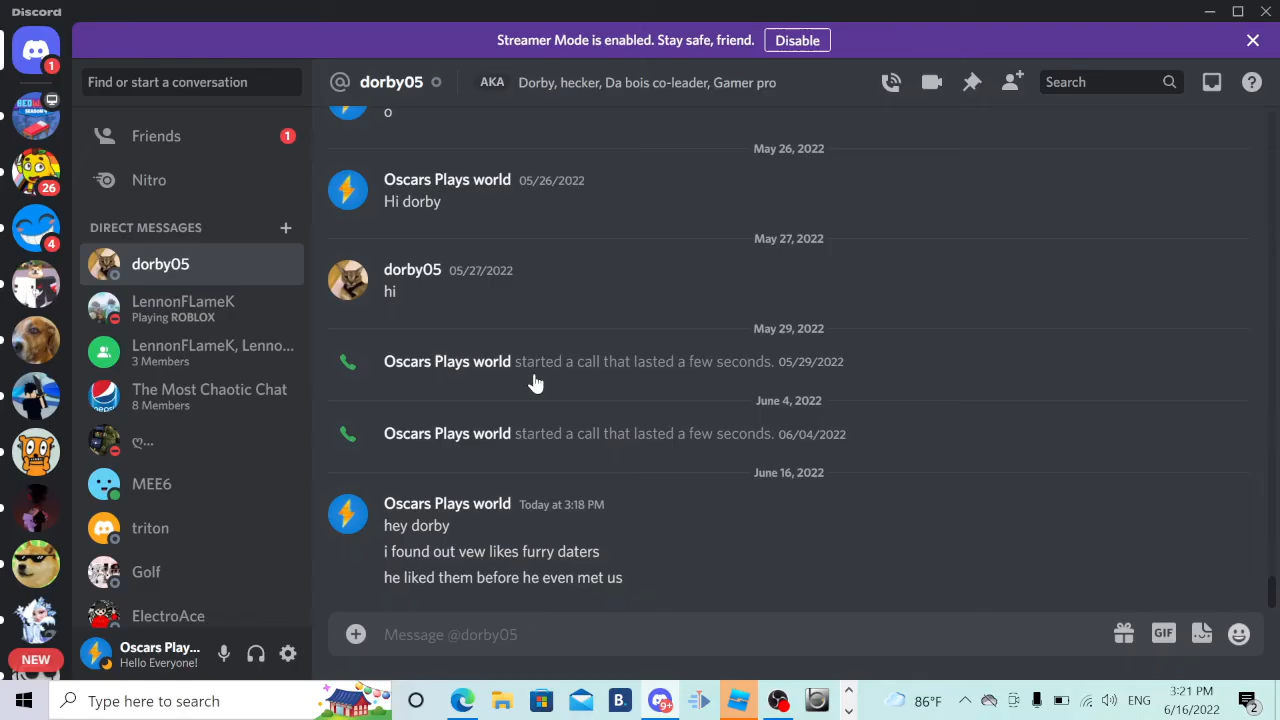 Discord
Streamer Mode is enabled. Stay safe, friend. Disable
Find or start a conversation
dorby05
AKA Dorby, hecker, Da bois co-leader, Gamer pro
Search
1
26
4
NEW
Friends 1
Nitro
DIRECT MESSAGES
dorby05
LennonFLameK
Playing ROBLOX
LennonFLameK, Lenno...
3 Members
The Most Chaotic Chat
8 Members
ღ...
MEE6
triton
Golf
ElectroAce
Oscars Play...
Hello Everyone!
o
May 26, 2022
Oscars Plays world 05/26/2022
Hi dorby
May 27, 2022
dorby05 05/27/2022
hi
May 29, 2022
Oscars Plays world started a call that lasted a few seconds. 05/29/2022
June 4, 2022
Oscars Plays world started a call that lasted a few seconds. 06/04/2022
June 16, 2022
Oscars Plays world Today at 3:18 PM
hey dorby
i found out vew likes furry daters
he liked them before he even met us
Message @dorby05
GIF
Type here to search
B.
9+
86°F
ENG
3:21 PM
6/16/2022
2